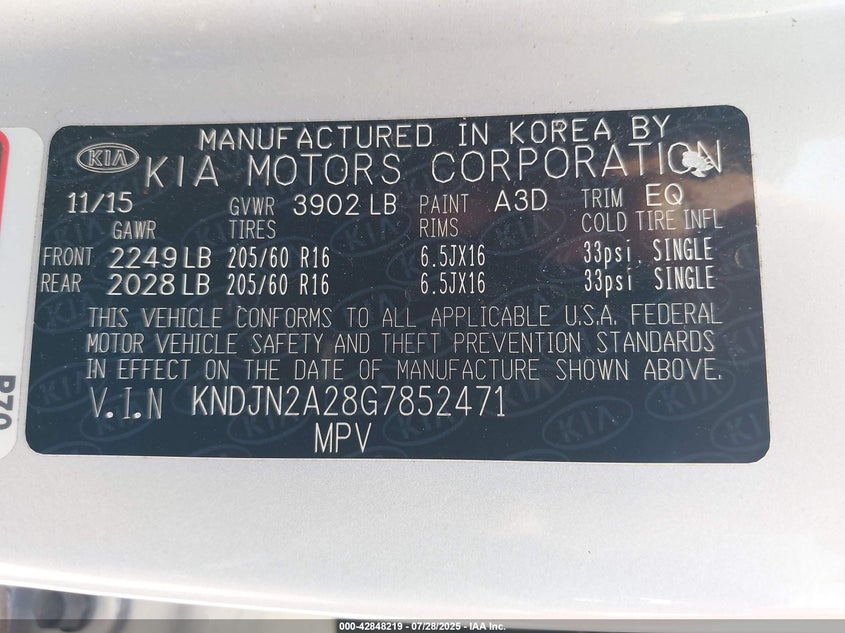 MANUFACTURED IN KOREA BY
KIA KIA MOTORS CORPORATION
11/15 GVWR 3902 LB PAINT A3D TRIM EQ
GAWR TIRES RIMS COLD TIRE INFL
FRONT 2249 LB 205/60 R16 6.5JX16 33psi, SINGLE
REAR 2028 LB 205/60 R16 6.5JX16 33psi SINGLE
THIS VEHICLE CONFORMS TO ALL APPLICABLE U.S.A. FEDERAL
MOTOR VEHICLE SAFETY AND THEFT PREVENTION STANDARDS
IN EFFECT ON THE DATE OF MANUFACTURE SHOWN ABOVE.
V.I.N KNDJN2A28G7852471
MPV
000-42848219 - 07/28/2025 - IAA Inc.